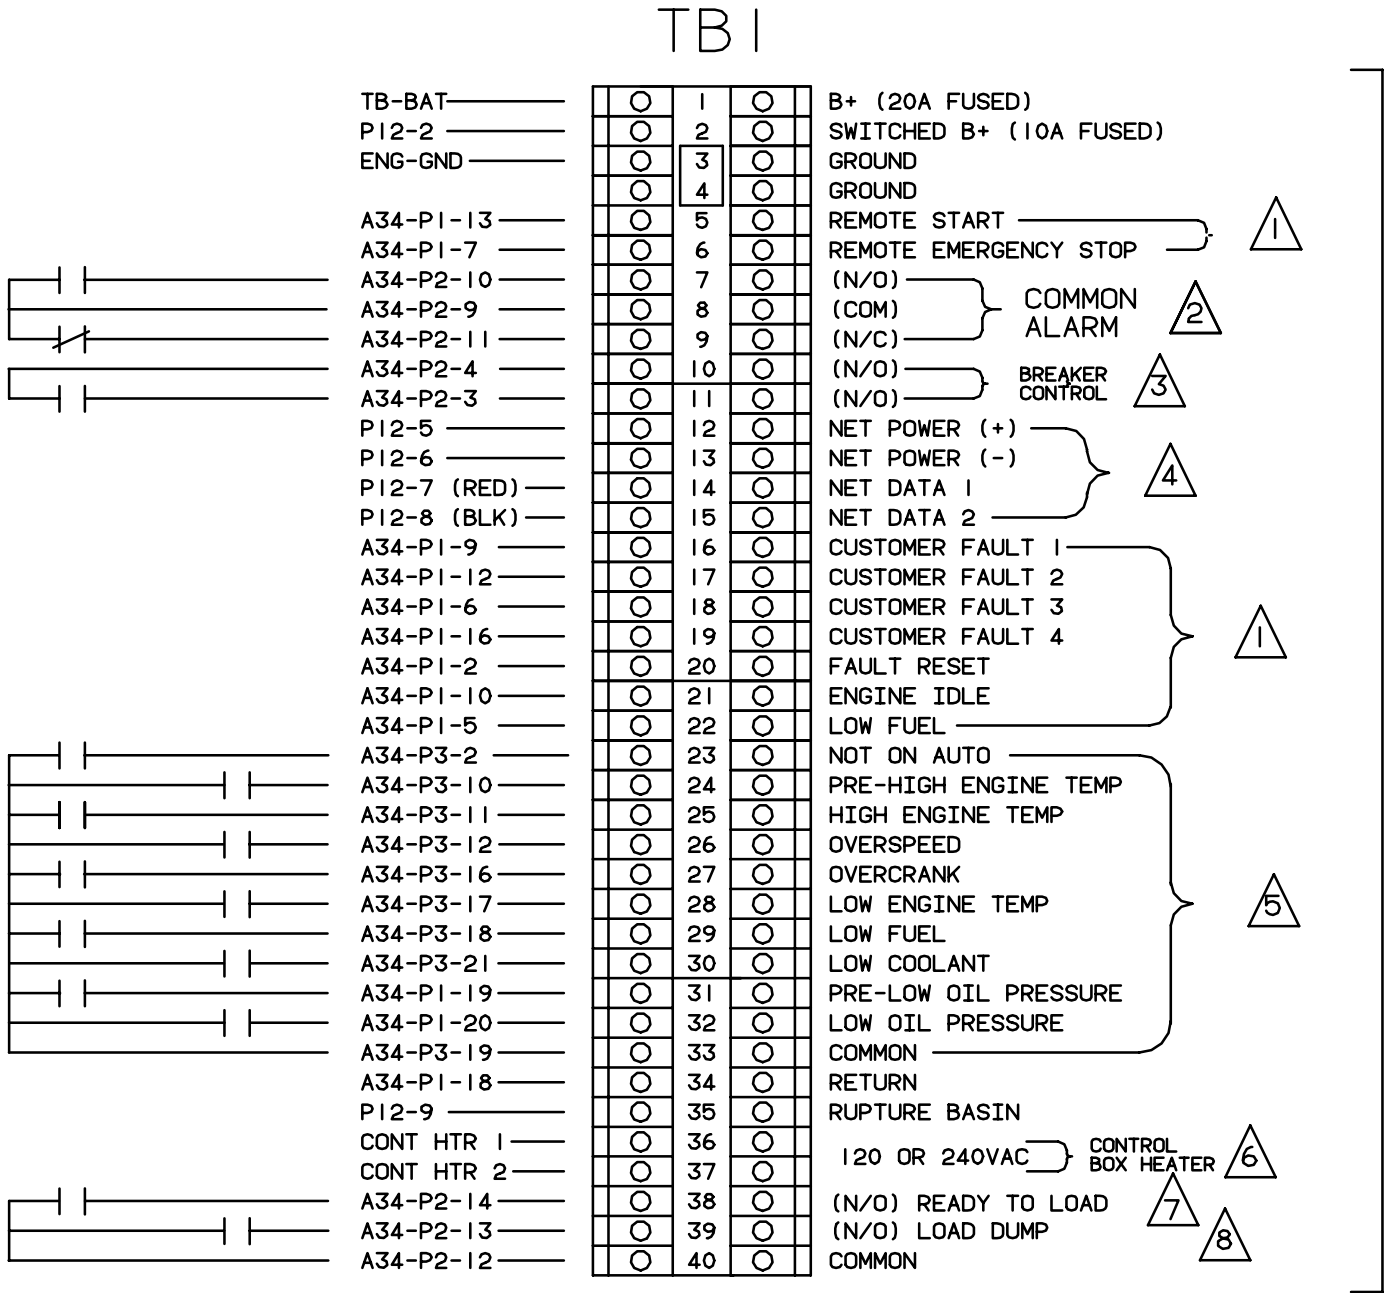 TB1
TB-BAT 1 B+ (20A FUSED)
P12-2 2 SWITCHED B+ (10A FUSED)
ENG-GND 3 GROUND
4 GROUND
A34-P1-13 5 REMOTE START
1
A34-P1-7 6 REMOTE EMERGENCY STOP
A34-P2-10 7 (N/O)
A34-P2-9 8 (COM)
A34-P2-11 9 (N/C)
COMMON
ALARM
2
A34-P2-4 10 (N/O)
A34-P2-3 11 (N/O)
BREAKER
CONTROL
3
P12-5 12 NET POWER (+)
P12-6 13 NET POWER (-)
P12-7 (RED) 14 NET DATA 1
P12-8 (BLK) 15 NET DATA 2
4
A34-P1-9 16 CUSTOMER FAULT 1
A34-P1-12 17 CUSTOMER FAULT 2
A34-P1-6 18 CUSTOMER FAULT 3
A34-P1-16 19 CUSTOMER FAULT 4
1
A34-P1-2 20 FAULT RESET
A34-P1-10 21 ENGINE IDLE
A34-P1-5 22 LOW FUEL
A34-P3-2 23 NOT ON AUTO
A34-P3-10 24 PRE-HIGH ENGINE TEMP
A34-P3-11 25 HIGH ENGINE TEMP
A34-P3-12 26 OVERSPEED
A34-P3-16 27 OVERCRANK
A34-P3-17 28 LOW ENGINE TEMP
5
A34-P3-18 29 LOW FUEL
A34-P3-21 30 LOW COOLANT
A34-P1-19 31 PRE-LOW OIL PRESSURE
A34-P1-20 32 LOW OIL PRESSURE
A34-P3-19 33 COMMON
A34-P1-18 34 RETURN
P12-9 35 RUPTURE BASIN
CONT HTR 1 36
CONT HTR 2 37
120 OR 240VAC
CONTROL
BOX HEATER
6
A34-P2-14 38 (N/O) READY TO LOAD
7
A34-P2-13 39 (N/O) LOAD DUMP
8
A34-P2-12 40 COMMON